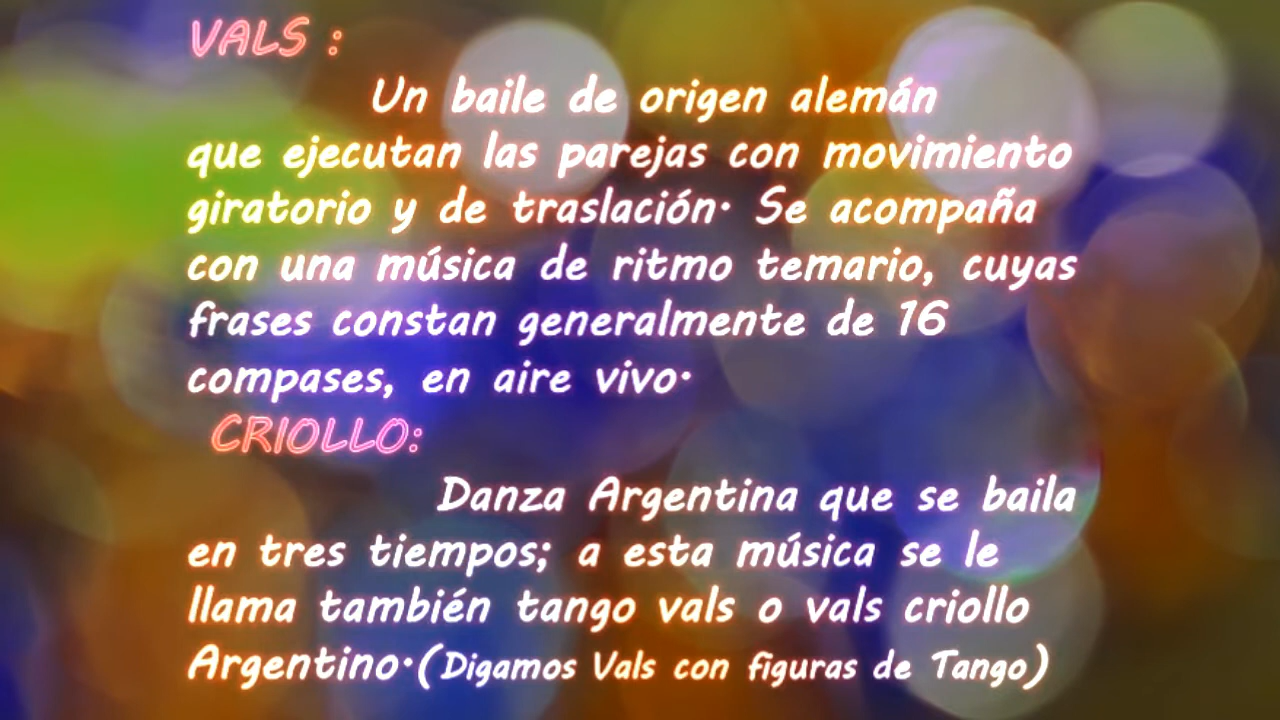 VALS :
Un baile de origen alemán
que ejecutan las parejas con movimiento
giratorio y de traslación. Se acompaña
con una música de ritmo temario, cuyas
frases constan generalmente de 16
compases, en aire vivo.
CRIOLLO:
Danza Argentina que se baila
en tres tiempos; a esta música se le
llama también tango vals o vals criollo
Argentino.(Digamos Vals con figuras de Tango)